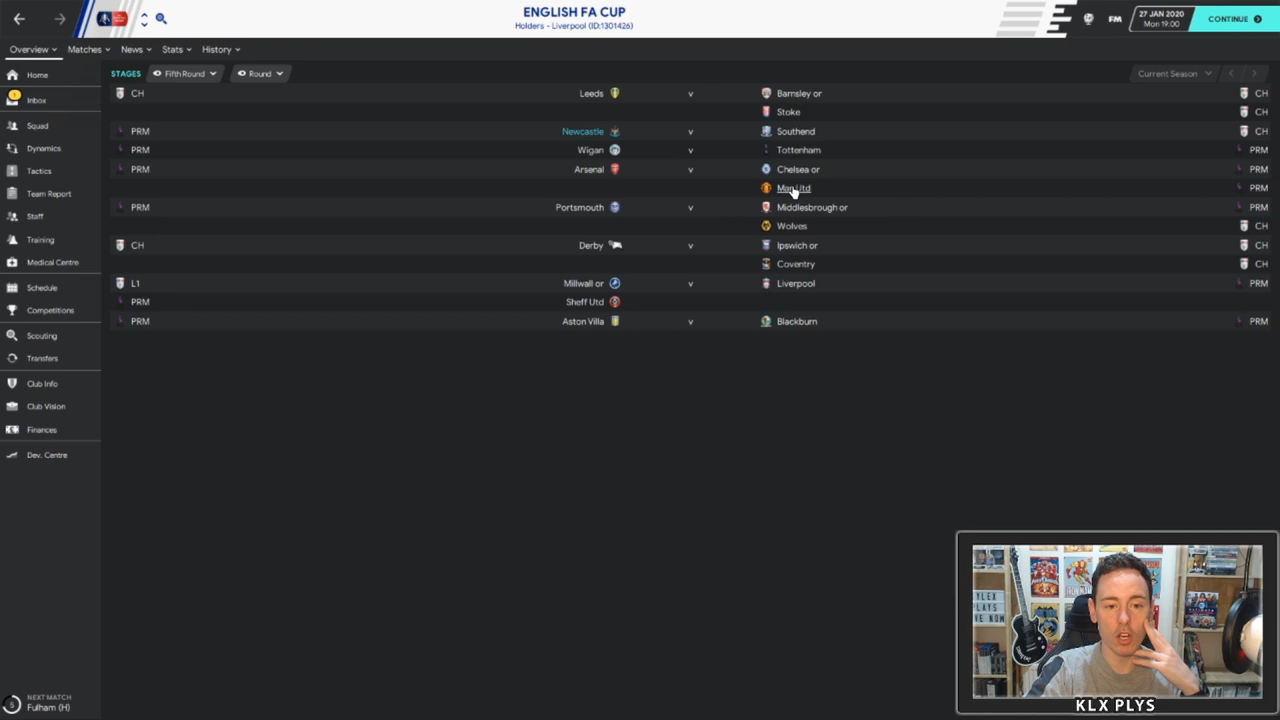 ENGLISH FA CUP
Holders - Liverpool (ID:1301426)
FM
27 JAN 2020
Mon 19:00
CONTINUE
Overview Matches News Stats History
STAGES Fifth Round Round Current Season
Home
Inbox
Squad
Dynamics
Tactics
Team Report
Staff
Training
Medical Centre
Schedule
Competitions
Scouting
Transfers
Club Info
Club Vision
Finances
Dev. Centre
CH Leeds v Barnsley or CH
Stoke CH
PRM Newcastle v Southend CH
PRM Wigan v Tottenham PRM
PRM Arsenal v Chelsea or PRM
Man Utd PRM
PRM Portsmouth v Middlesbrough or PRM
Wolves CH
CH Derby v Ipswich or CH
Coventry CH
L1 Millwall or v Liverpool PRM
PRM Sheff Utd
PRM Aston Villa v Blackburn PRM
5
NEXT MATCH
Fulham (H)
KLX PLYS